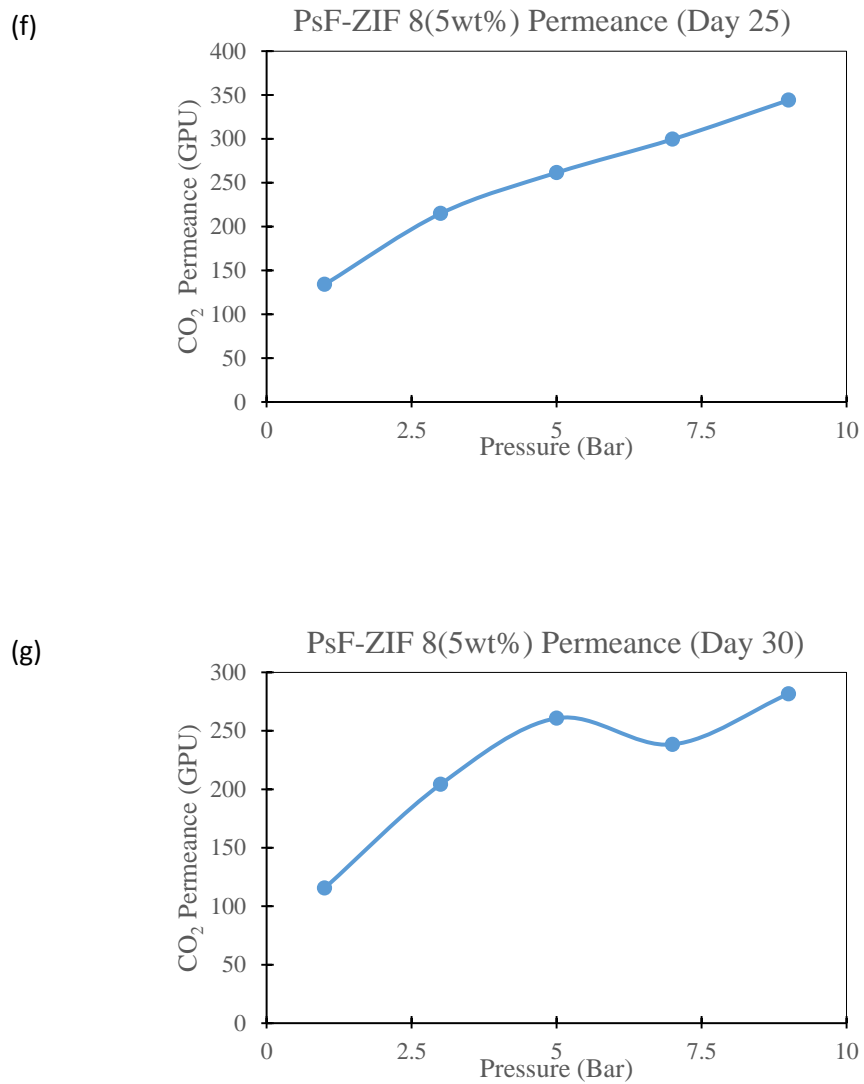 (f)
PsF-ZIF 8(5wt%) Permeance (Day 25)
400
350
300
250
200
150
100
50
0
CO₂ Permeance (GPU)
0 2.5 5 7.5 10
Pressure (Bar)
(g)
PsF-ZIF 8(5wt%) Permeance (Day 30)
300
250
200
150
100
50
0
CO₂ Permeance (GPU)
0 2.5 5 7.5 10
Pressure (Bar)